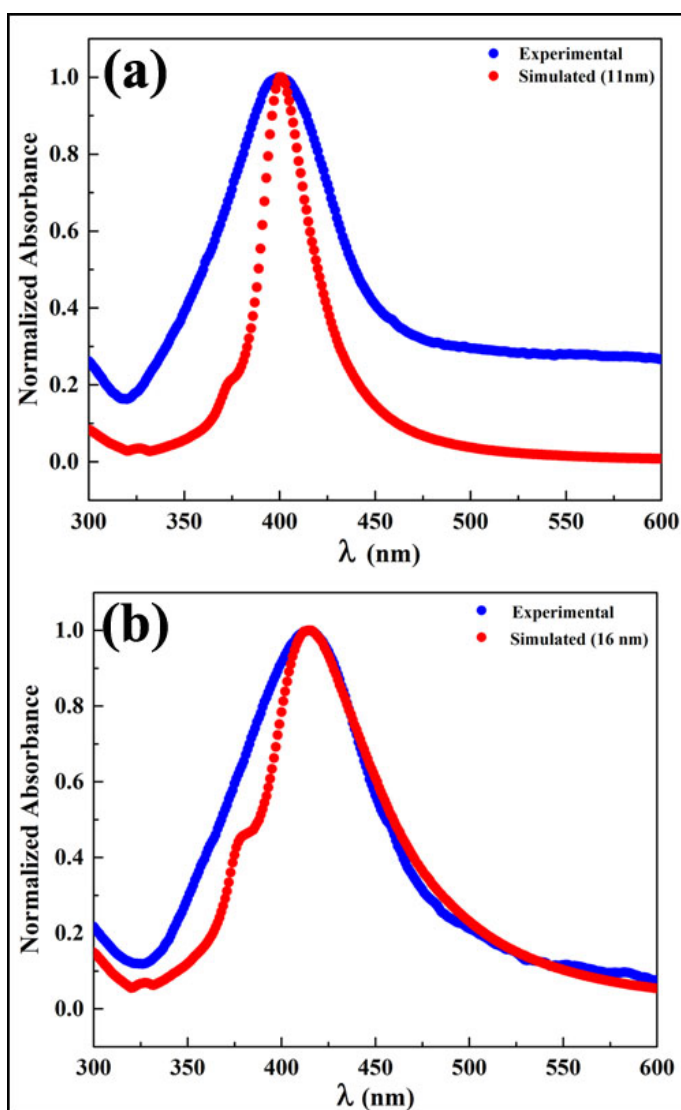 (a)
Experimental
Simulated (11nm)
Normalized Absorbance
1.0
0.8
0.6
0.4
0.2
0.0
300 350 400 450 500 550 600
λ (nm)
(b)
Experimental
Simulated (16 nm)
Normalized Absorbance
1.0
0.8
0.6
0.4
0.2
0.0
300 350 400 450 500 550 600
λ (nm)